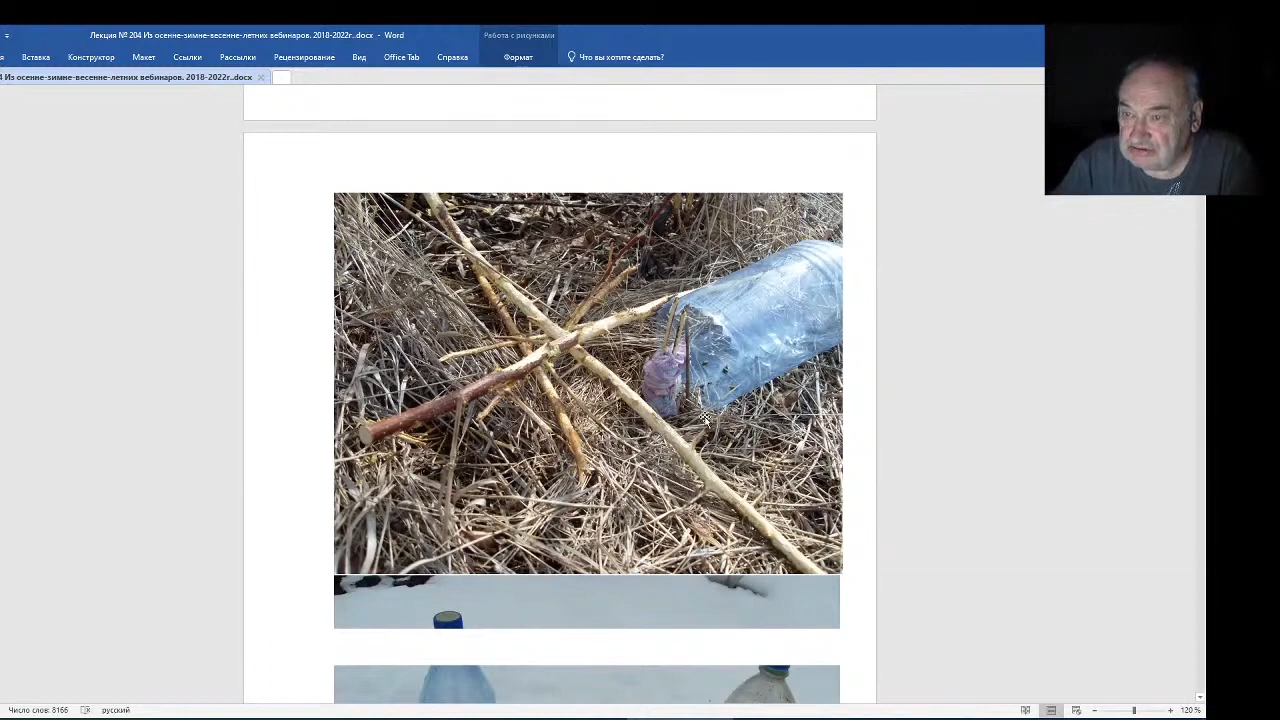 Лекция № 204 Из осенне-зимне-весенне-летних вебинаров. 2018-2022г..docx - Word
Работа с рисунками
я Вставка Конструктор Макет Ссылки Рассылки Рецензирование Вид Office Tab Справка Формат Что вы хотите сделать?
4 Из осенне-зимне-весенне-летних вебинаров. 2018-2022г..docx
Число слов: 8166 русский 120 %